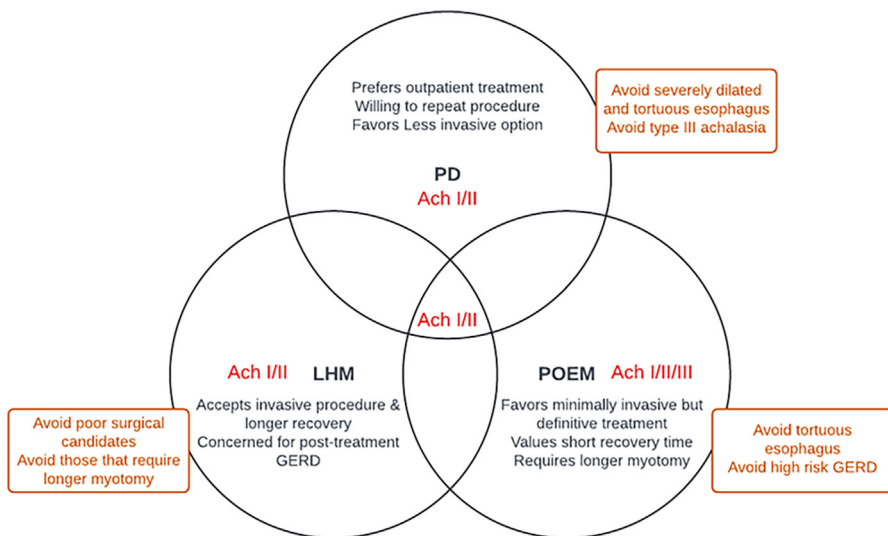 Prefers outpatient treatment
Willing to repeat procedure
Favors Less invasive option
PD
Ach I/II
Avoid severely dilated
and tortuous esophagus
Avoid type III achalasia
Ach I/II
Ach I/II LHM
Accepts invasive procedure &
longer recovery
Concerned for post-treatment
GERD
Avoid poor surgical
candidates
Avoid those that require
longer myotomy
POEM Ach I/II/III
Favors minimally invasive but
definitive treatment
Values short recovery time
Requires longer myotomy
Avoid tortuous
esophagus
Avoid high risk GERD